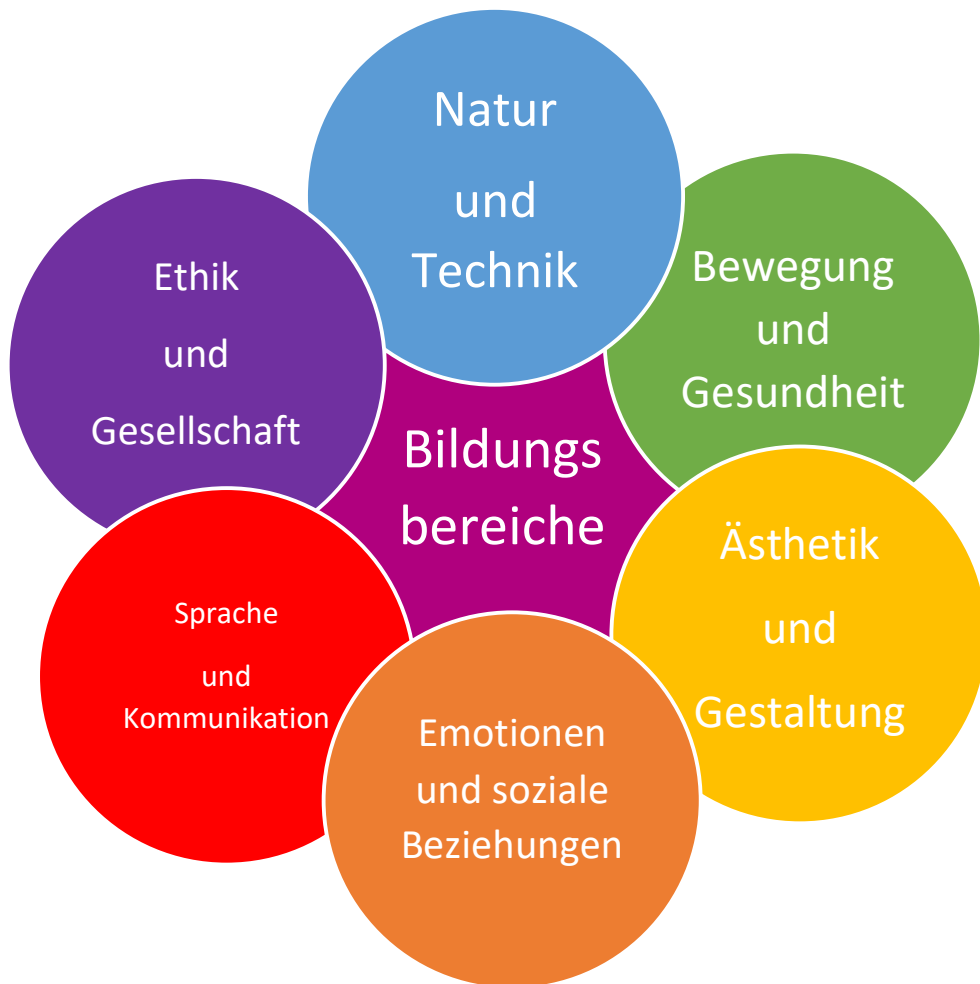 Natur
und
Technik
Bewegung
und
Gesundheit
Ästhetik
und
Gestaltung
Emotionen
und soziale
Beziehungen
Sprache
und
Kommunikation
Ethik
und
Gesellschaft
Bildungs
bereiche